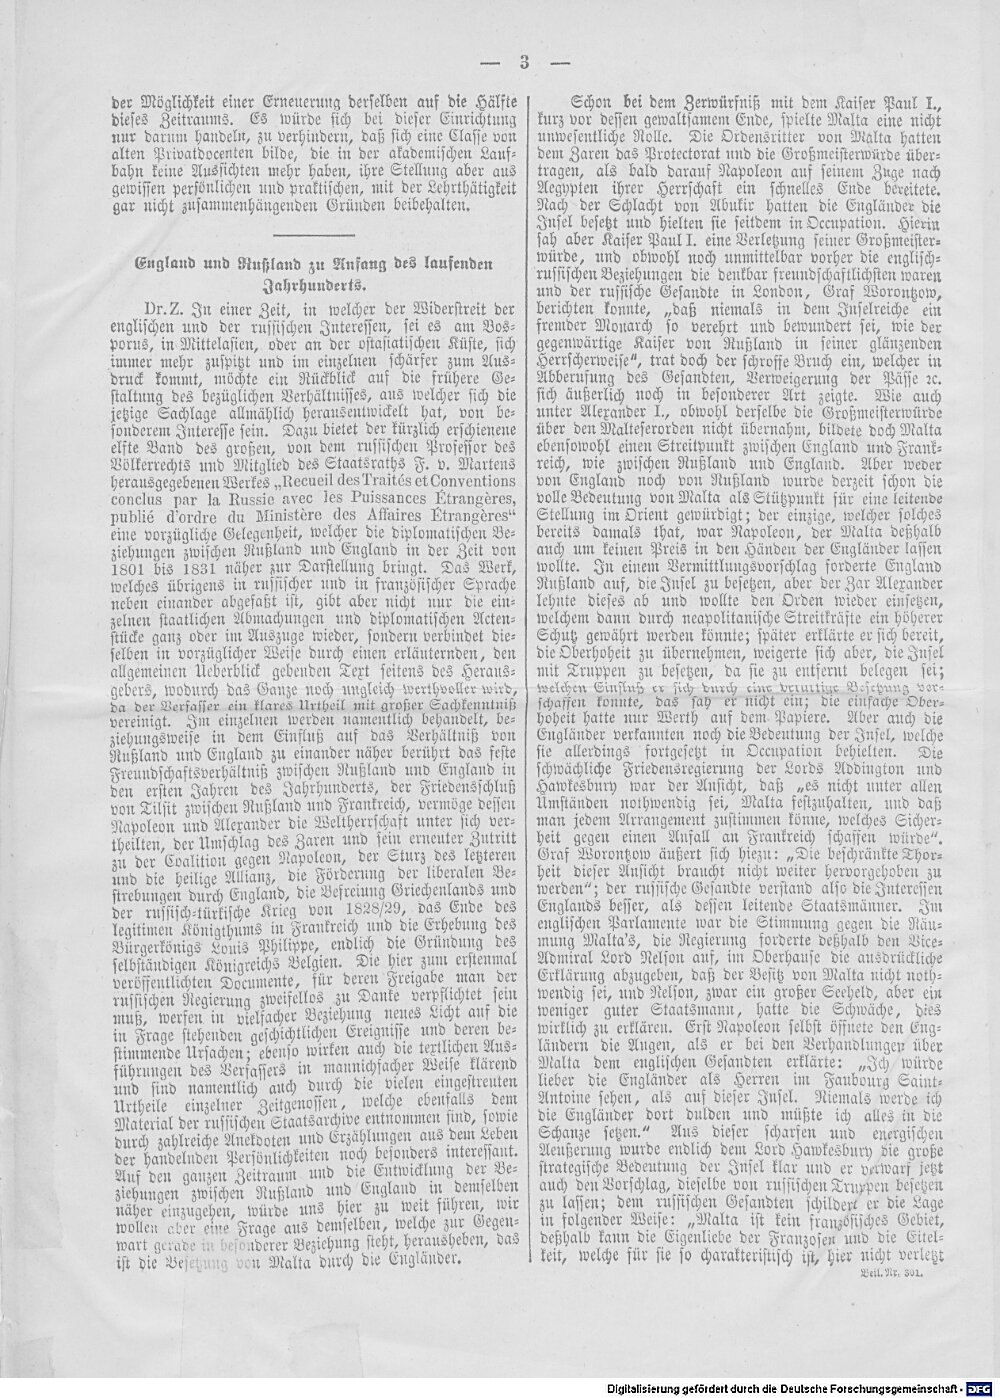 — 3 —
der Möglichkeit einer Erneuerung derselben auf die Hälfte
dieses Zeitraums. Es würde sich bei dieser Einrichtung
nur darum handeln, zu verhindern, daß sich eine Classe von
alten Privatdocenten bilde, die in der akademischen Lauf-
bahn keine Aussichten mehr haben, ihre Stellung aber aus
gewissen persönlichen und praktischen, mit der Lehrthätigkeit
gar nicht zusammenhängenden Gründen beibehalten.
England und Rußland zu Anfang des laufenden
Jahrhunderts.
Dr. Z. In einer Zeit, in welcher der Widerstreit der
englischen und der russischen Interessen, sei es am Bos-
porus, in Mittelasien, oder an der ostasiatischen Küste, sich
immer mehr zuspitzt und im einzelnen schärfer zum Aus-
druck kommt, möchte ein Rückblick auf die frühere Ge-
staltung des bezüglichen Verhältnisses, aus welcher sich die
jetzige Sachlage allmählich herausentwickelt hat, von be-
sonderem Interesse sein. Dazu bietet der kürzlich erschienene
elfte Band des großen, von dem russischen Professor des
Völkerrechts und Mitglied des Staatsraths F. v. Martens
herausgegebenen Werkes „Recueil des Traités et Conventions
conclus par la Russie avec les Puissances Étrangères,
publié d'ordre du Ministère des Affaires Étrangères“
eine vorzügliche Gelegenheit, welcher die diplomatischen Be-
ziehungen zwischen Rußland und England in der Zeit von
1801 bis 1831 näher zur Darstellung bringt. Das Werk,
welches übrigens in russischer und in französischer Sprache
neben einander abgefaßt ist, gibt aber nicht nur die ein-
zelnen staatlichen Abmachungen und diplomatischen Acten-
stücke ganz oder im Auszuge wieder, sondern verbindet die-
selben in vorzüglicher Weise durch einen erläuternden, den
allgemeinen Ueberblick gebenden Text seitens des Heraus-
gebers, wodurch das Ganze noch ungleich werthvoller wird,
da der Verfasser ein klares Urtheil mit großer Sachkenntniß
vereinigt. Im einzelnen werden namentlich behandelt, be-
ziehungsweise in dem Einfluß auf das Verhältniß von
Rußland und England zu einander näher berührt das feste
Freundschaftsverhältniß zwischen Rußland und England in
den ersten Jahren des Jahrhunderts, der Friedensschluß
von Tilsit zwischen Rußland und Frankreich, vermöge dessen
Napoleon und Alexander die Weltherrschaft unter sich ver-
theilten, der Umschlag des Zaren und sein erneuter Zutritt
zu der Coalition gegen Napoleon, der Sturz des letzteren
und die heilige Allianz, die Förderung der liberalen Be-
strebungen durch England, die Befreiung Griechenlands und
der russisch-türkische Krieg von 1828/29, das Ende des
legitimen Königthums in Frankreich und die Erhebung des
Bürgerkönigs Louis Philippe, endlich die Gründung des
selbständigen Königreichs Belgien. Die hier zum erstenmal
veröffentlichten Documente, für deren Freigabe man der
russischen Regierung zweifellos zu Danke verpflichtet sein
muß, werfen in vielfacher Beziehung neues Licht auf die
in Frage stehenden geschichtlichen Ereignisse und deren be-
stimmende Ursachen; ebenso wirken auch die textlichen Aus-
führungen des Verfassers in mannichfacher Weise klärend
und sind namentlich auch durch die vielen eingestreuten
Urtheile einzelner Zeitgenossen, welche ebenfalls dem
Material der russischen Staatsarchive entnommen sind, sowie
durch zahlreiche Anekdoten und Erzählungen aus dem Leben
der handelnden Persönlichkeiten noch besonders interessant.
Auf den ganzen Zeitraum und die Entwicklung der Be-
ziehungen zwischen Rußland und England in demselben
näher einzugehen, würde uns hier zu weit führen, wir
wollen aber eine Frage aus demselben, welche zur Gegen-
wart gerade in besonderer Beziehung steht, herausheben, das
ist die Besetzung von Malta durch die Engländer.
Schon bei dem Zerwürfniß mit dem Kaiser Paul I.,
kurz vor dessen gewaltsamem Ende, spielte Malta eine nicht
unwesentliche Rolle. Die Ordensritter von Malta hatten
dem Zaren das Protectorat und die Großmeisterwürde über-
tragen, als bald darauf Napoleon auf seinem Zuge nach
Aegypten ihrer Herrschaft ein schnelles Ende bereitete.
Nach der Schlacht von Abukir hatten die Engländer die
Insel besetzt und hielten sie seitdem in Occupation. Hierin
sah aber Kaiser Paul I. eine Verletzung seiner Großmeister-
würde, und obwohl noch unmittelbar vorher die englisch-
russischen Beziehungen die denkbar freundschaftlichsten waren
und der russische Gesandte in London, Graf Worontzow,
berichten konnte, „daß niemals in dem Inselreiche ein
fremder Monarch so verehrt und bewundert sei, wie der
gegenwärtige Kaiser von Rußland in seiner glänzenden
Herrscherweise“, trat doch der schroffe Bruch ein, welcher in
Abberufung des Gesandten, Verweigerung der Pässe ꝛc.
sich äußerlich noch in besonderer Art zeigte. Wie auch
unter Alexander I., obwohl derselbe die Großmeisterwürde
über den Malteserorden nicht übernahm, bildete doch Malta
ebensowohl einen Streitpunkt zwischen England und Frank-
reich, wie zwischen Rußland und England. Aber weder
von England noch von Rußland wurde derzeit schon die
volle Bedeutung von Malta als Stützpunkt für eine leitende
Stellung im Orient gewürdigt; der einzige, welcher solches
bereits damals that, war Napoleon, der Malta deßhalb
auch um keinen Preis in den Händen der Engländer lassen
wollte. In einem Vermittlungsvorschlag forderte England
Rußland auf, die Insel zu besetzen, aber der Zar Alexander
lehnte dieses ab und wollte den Orden wieder einsetzen,
welchem dann durch neapolitanische Streitkräfte ein höherer
Schutz gewährt werden könnte; später erklärte er sich bereit,
die Oberhoheit zu übernehmen, weigerte sich aber, die Insel
mit Truppen zu besetzen, da sie zu entfernt belegen sei;
welchen Einfluß er sich durch eine derartige Besetzung ver-
schaffen konnte, das sah er nicht ein; die einfache Ober-
hoheit hatte nur Werth auf dem Papiere. Aber auch die
Engländer verkannten noch die Bedeutung der Insel, welche
sie allerdings fortgesetzt in Occupation behielten. Die
schwächliche Friedensregierung der Lords Addington und
Hawkesbury war der Ansicht, daß „es nicht unter allen
Umständen nothwendig sei, Malta festzuhalten, und daß
man jedem Arrangement zustimmen könne, welches Sicher-
heit gegen einen Anfall an Frankreich schaffen würde“.
Graf Worontzow äußert sich hiezu: „Die beschränkte Thor-
heit dieser Ansicht braucht nicht weiter hervorgehoben zu
werden“; der russische Gesandte verstand also die Interessen
Englands besser, als dessen leitende Staatsmänner. Im
englischen Parlamente war die Stimmung gegen die Räu-
mung Malta's, die Regierung forderte deßhalb den Vice-
Admiral Lord Nelson auf, im Oberhause die ausdrückliche
Erklärung abzugeben, daß der Besitz von Malta nicht noth-
wendig sei, und Nelson, zwar ein großer Seeheld, aber ein
weniger guter Staatsmann, hatte die Schwäche, dies
wirklich zu erklären. Erst Napoleon selbst öffnete den Eng-
ländern die Augen, als er bei den Verhandlungen über
Malta dem englischen Gesandten erklärte: „Ich würde
lieber die Engländer als Herren im Faubourg Saint-
Antoine sehen, als auf dieser Insel. Niemals werde ich
die Engländer dort dulden und müßte ich alles in die
Schanze setzen.“ Aus dieser scharfen und energischen
Aeußerung wurde endlich dem Lord Hawkesbury die große
strategische Bedeutung der Insel klar und er verwarf jetzt
auch den Vorschlag, dieselbe von russischen Truppen besetzen
zu lassen; dem russischen Gesandten schildert er die Lage
in folgender Weise: „Malta ist kein französisches Gebiet,
deßhalb kann die Eigenliebe der Franzosen und die Eitel-
keit, welche für sie so charakteristisch ist, hier nicht verletzt
Beil. Nr. 301.
Digitalisierung gefördert durch die Deutsche Forschungsgemeinschaft - DFG